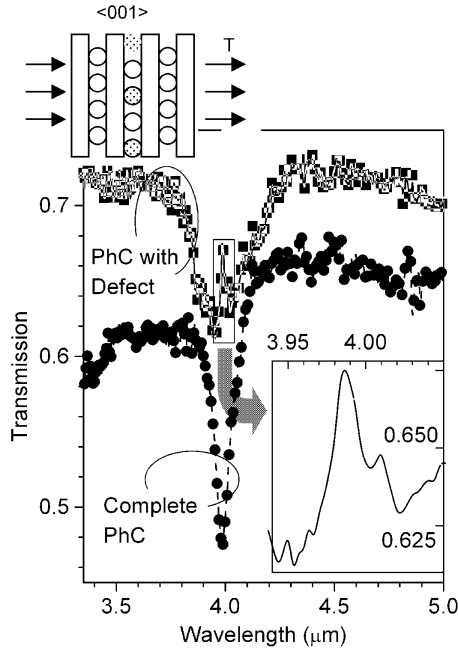 <001>
T
0.7
PhC with
Defect
0.6
3.95 4.00
Transmission
0.650
0.5
Complete
PhC
0.625
3.5 4.0 4.5 5.0
Wavelength (μm)